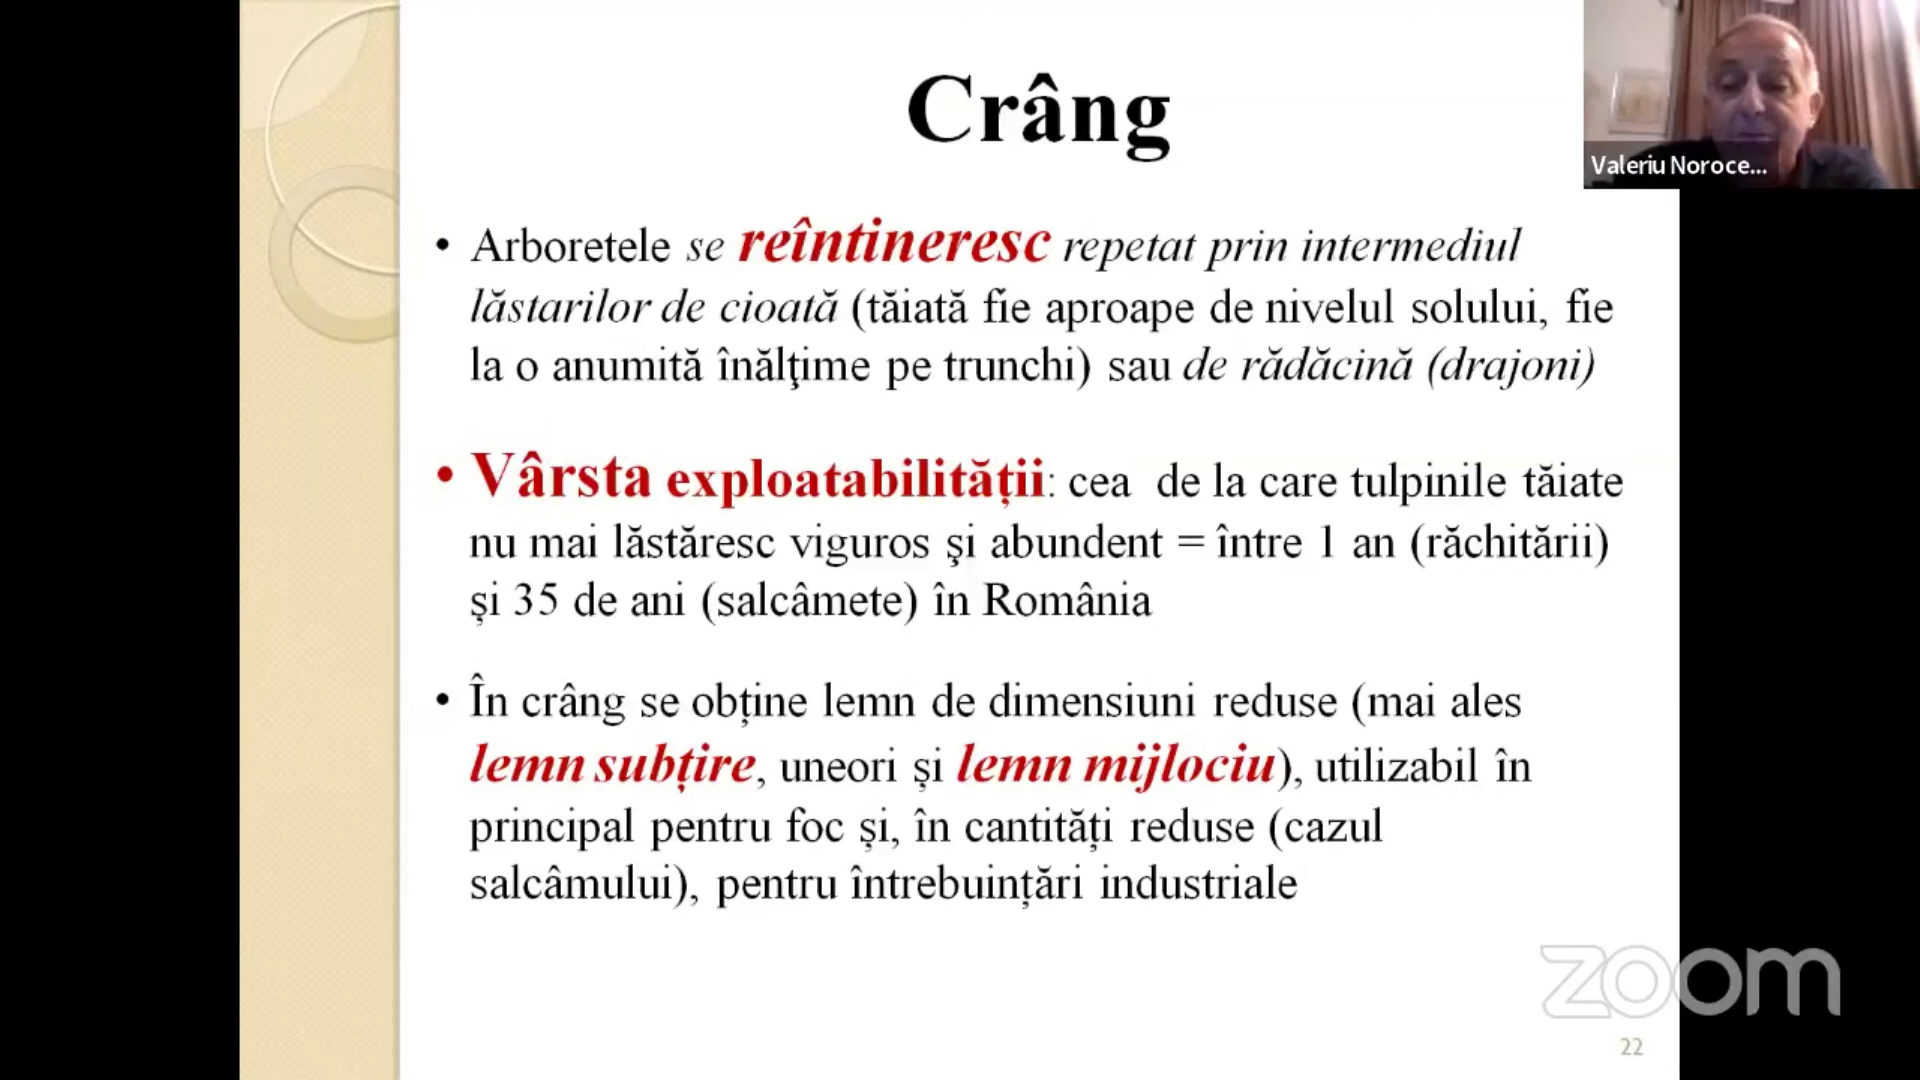 Crâng
Valeriu Noroce...
• Arboretele se reîntineresc repetat prin intermediul
lăstarilor de cioată (tăiată fie aproape de nivelul solului, fie
la o anumită înălţime pe trunchi) sau de rădăcină (drajoni)
• Vârsta exploatabilității: cea de la care tulpinile tăiate
nu mai lăstăresc viguros şi abundent = între 1 an (răchitării)
și 35 de ani (salcâmete) în România
• În crâng se obține lemn de dimensiuni reduse (mai ales
lemn subțire, uneori și lemn mijlociu), utilizabil în
principal pentru foc și, în cantități reduse (cazul
salcâmului), pentru întrebuințări industriale
zoom
22